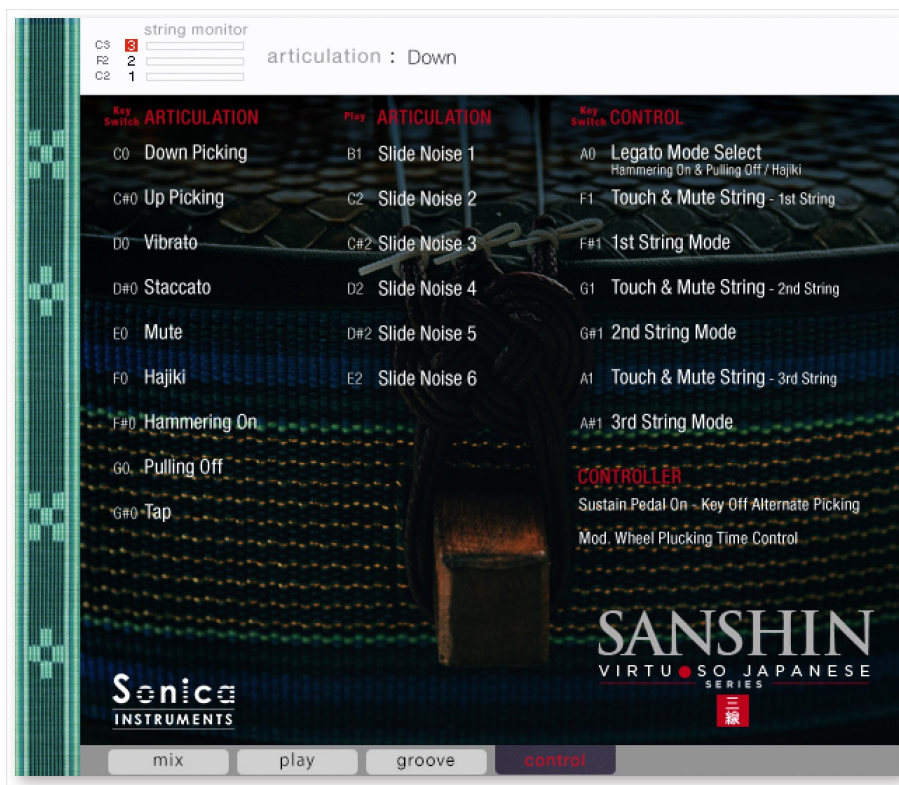 string monitor
C3 3
F2 2
C2 1
articulation : Down
Key Switch ARTICULATION
C0 Down Picking
C#0 Up Picking
D0 Vibrato
D#0 Staccato
E0 Mute
F0 Hajiki
F#0 Hammering On
G0 Pulling Off
G#0 Tap
Play ARTICULATION
B1 Slide Noise 1
C2 Slide Noise 2
C#2 Slide Noise 3
D2 Slide Noise 4
D#2 Slide Noise 5
E2 Slide Noise 6
Key Switch CONTROL
A0 Legato Mode Select
Hammering On & Pulling Off / Hajiki
F1 Touch & Mute String - 1st String
F#1 1st String Mode
G1 Touch & Mute String - 2nd String
G#1 2nd String Mode
A1 Touch & Mute String - 3rd String
A#1 3rd String Mode
CONTROLLER
Sustain Pedal On - Key Off Alternate Picking
Mod. Wheel Plucking Time Control
SANSHIN
VIRTUOSO JAPANESE
SERIES
三線
Sonica
INSTRUMENTS
mix play groove control